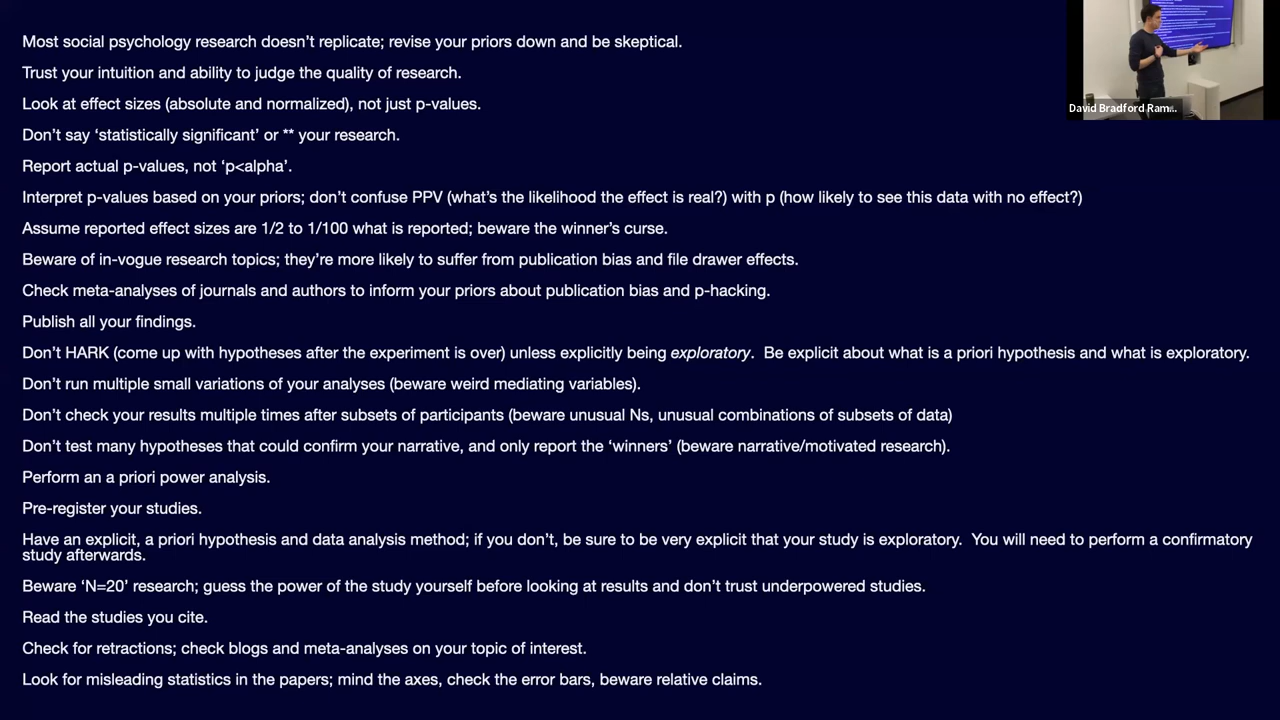 Most social psychology research doesn't replicate; revise your priors down and be skeptical.
Trust your intuition and ability to judge the quality of research.
Look at effect sizes (absolute and normalized), not just p-values.
Don't say ‘statistically significant’ or ** your research.
Report actual p-values, not ‘p<alpha’.
Interpret p-values based on your priors; don't confuse PPV (what's the likelihood the effect is real?) with p (how likely to see this data with no effect?)
Assume reported effect sizes are 1/2 to 1/100 what is reported; beware the winner's curse.
Beware of in-vogue research topics; they're more likely to suffer from publication bias and file drawer effects.
Check meta-analyses of journals and authors to inform your priors about publication bias and p-hacking.
Publish all your findings.
Don't HARK (come up with hypotheses after the experiment is over) unless explicitly being exploratory.  Be explicit about what is a priori hypothesis and what is exploratory.
Don't run multiple small variations of your analyses (beware weird mediating variables).
Don't check your results multiple times after subsets of participants (beware unusual Ns, unusual combinations of subsets of data)
Don't test many hypotheses that could confirm your narrative, and only report the ‘winners’ (beware narrative/motivated research).
Perform an a priori power analysis.
Pre-register your studies.
Have an explicit, a priori hypothesis and data analysis method; if you don't, be sure to be very explicit that your study is exploratory.  You will need to perform a confirmatory
study afterwards.
Beware ‘N=20’ research; guess the power of the study yourself before looking at results and don't trust underpowered studies.
Read the studies you cite.
Check for retractions; check blogs and meta-analyses on your topic of interest.
Look for misleading statistics in the papers; mind the axes, check the error bars, beware relative claims.
David Bradford Ram...